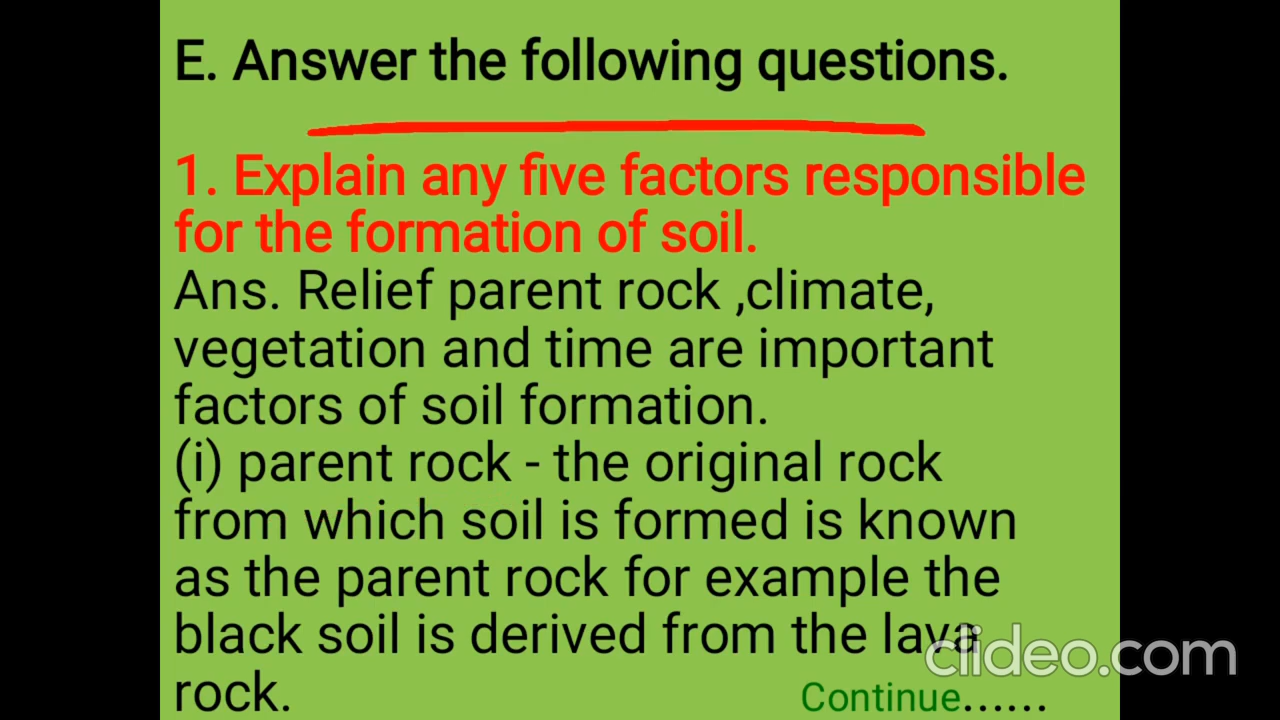 E. Answer the following questions.
1. Explain any five factors responsible
for the formation of soil.
Ans. Relief parent rock ,climate,
vegetation and time are important
factors of soil formation.
(i) parent rock - the original rock
from which soil is formed is known
as the parent rock for example the
black soil is derived from the lava
rock.
clideo.com
Continue......